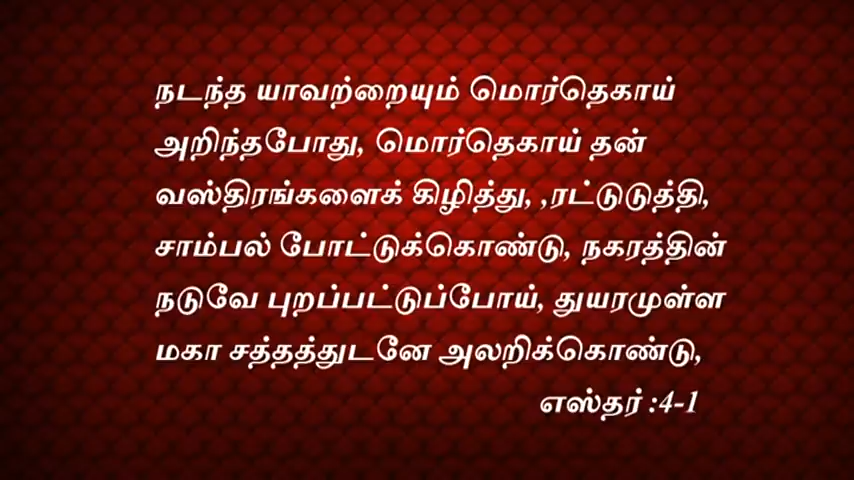 நடந்த யாவற்றையும் மொர்தெகாய்
அறிந்தபோது, மொர்தெகாய் தன்
வஸ்திரங்களைக் கிழித்து, ,ரட்டுடுத்தி,
சாம்பல் போட்டுக்கொண்டு, நகரத்தின்
நடுவே புறப்பட்டுப்போய், துயரமுள்ள
மகா சத்தத்துடனே அலறிக்கொண்டு,
எஸ்தர் :4-1